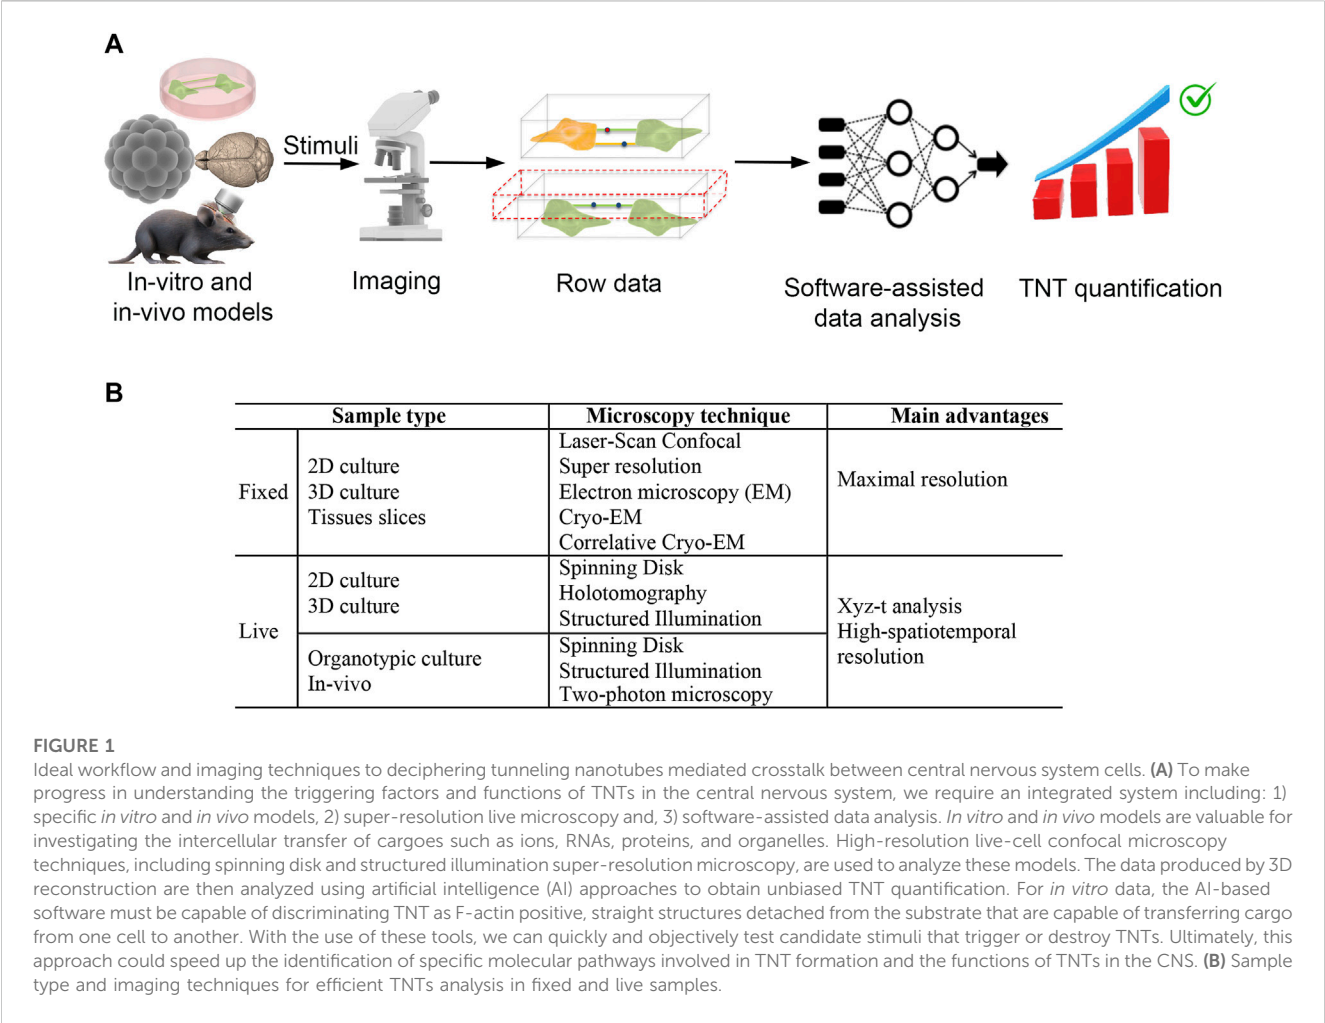 A
Stimuli
In-vitro and
in-vivo models
Imaging
Row data
Software-assisted
data analysis
TNT quantification
B
Sample type Microscopy technique Main advantages
Fixed
2D culture
3D culture
Tissues slices
Laser-Scan Confocal
Super resolution
Electron microscopy (EM)
Cryo-EM
Correlative Cryo-EM
Maximal resolution
Live
2D culture
3D culture
Spinning Disk
Holotomography
Structured Illumination
Organotypic culture
In-vivo
Spinning Disk
Structured Illumination
Two-photon microscopy
Xyz-t analysis
High-spatiotemporal
resolution
FIGURE 1
Ideal workflow and imaging techniques to deciphering tunneling nanotubes mediated crosstalk between central nervous system cells. (A) To make
progress in understanding the triggering factors and functions of TNTs in the central nervous system, we require an integrated system including: 1)
specific in vitro and in vivo models, 2) super-resolution live microscopy and, 3) software-assisted data analysis. In vitro and in vivo models are valuable for
investigating the intercellular transfer of cargoes such as ions, RNAs, proteins, and organelles. High-resolution live-cell confocal microscopy
techniques, including spinning disk and structured illumination super-resolution microscopy, are used to analyze these models. The data produced by 3D
reconstruction are then analyzed using artificial intelligence (AI) approaches to obtain unbiased TNT quantification. For in vitro data, the AI-based
software must be capable of discriminating TNT as F-actin positive, straight structures detached from the substrate that are capable of transferring cargo
from one cell to another. With the use of these tools, we can quickly and objectively test candidate stimuli that trigger or destroy TNTs. Ultimately, this
approach could speed up the identification of specific molecular pathways involved in TNT formation and the functions of TNTs in the CNS. (B) Sample
type and imaging techniques for efficient TNTs analysis in fixed and live samples.